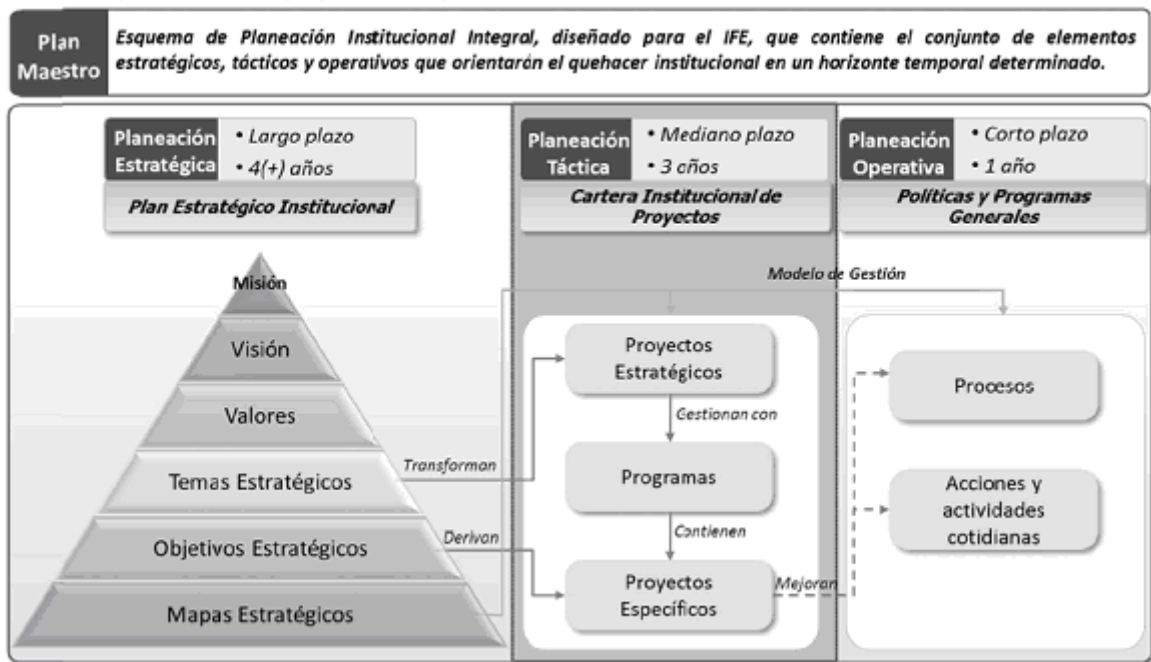 Plan
Maestro
Esquema de Planeación Institucional Integral, diseñado para el IFE, que contiene el conjunto de elementos
estratégicos, tácticos y operativos que orientarán el quehacer institucional en un horizonte temporal determinado.
Planeación
Estratégica
• Largo plazo
• 4(+) años
Plan Estratégico Institucional
Planeación
Táctica
• Mediano plazo
• 3 años
Cartera Institucional de
Proyectos
Planeación
Operativa
• Corto plazo
• 1 año
Políticas y Programas
Generales
Misión
Visión
Valores
Temas Estratégicos
Objetivos Estratégicos
Mapas Estratégicos
Transforman
Derivan
Modelo de Gestión
Proyectos
Estratégicos
Gestionan con
Programas
Contienen
Proyectos
Específicos
Mejoran
Procesos
Acciones y
actividades
cotidianas